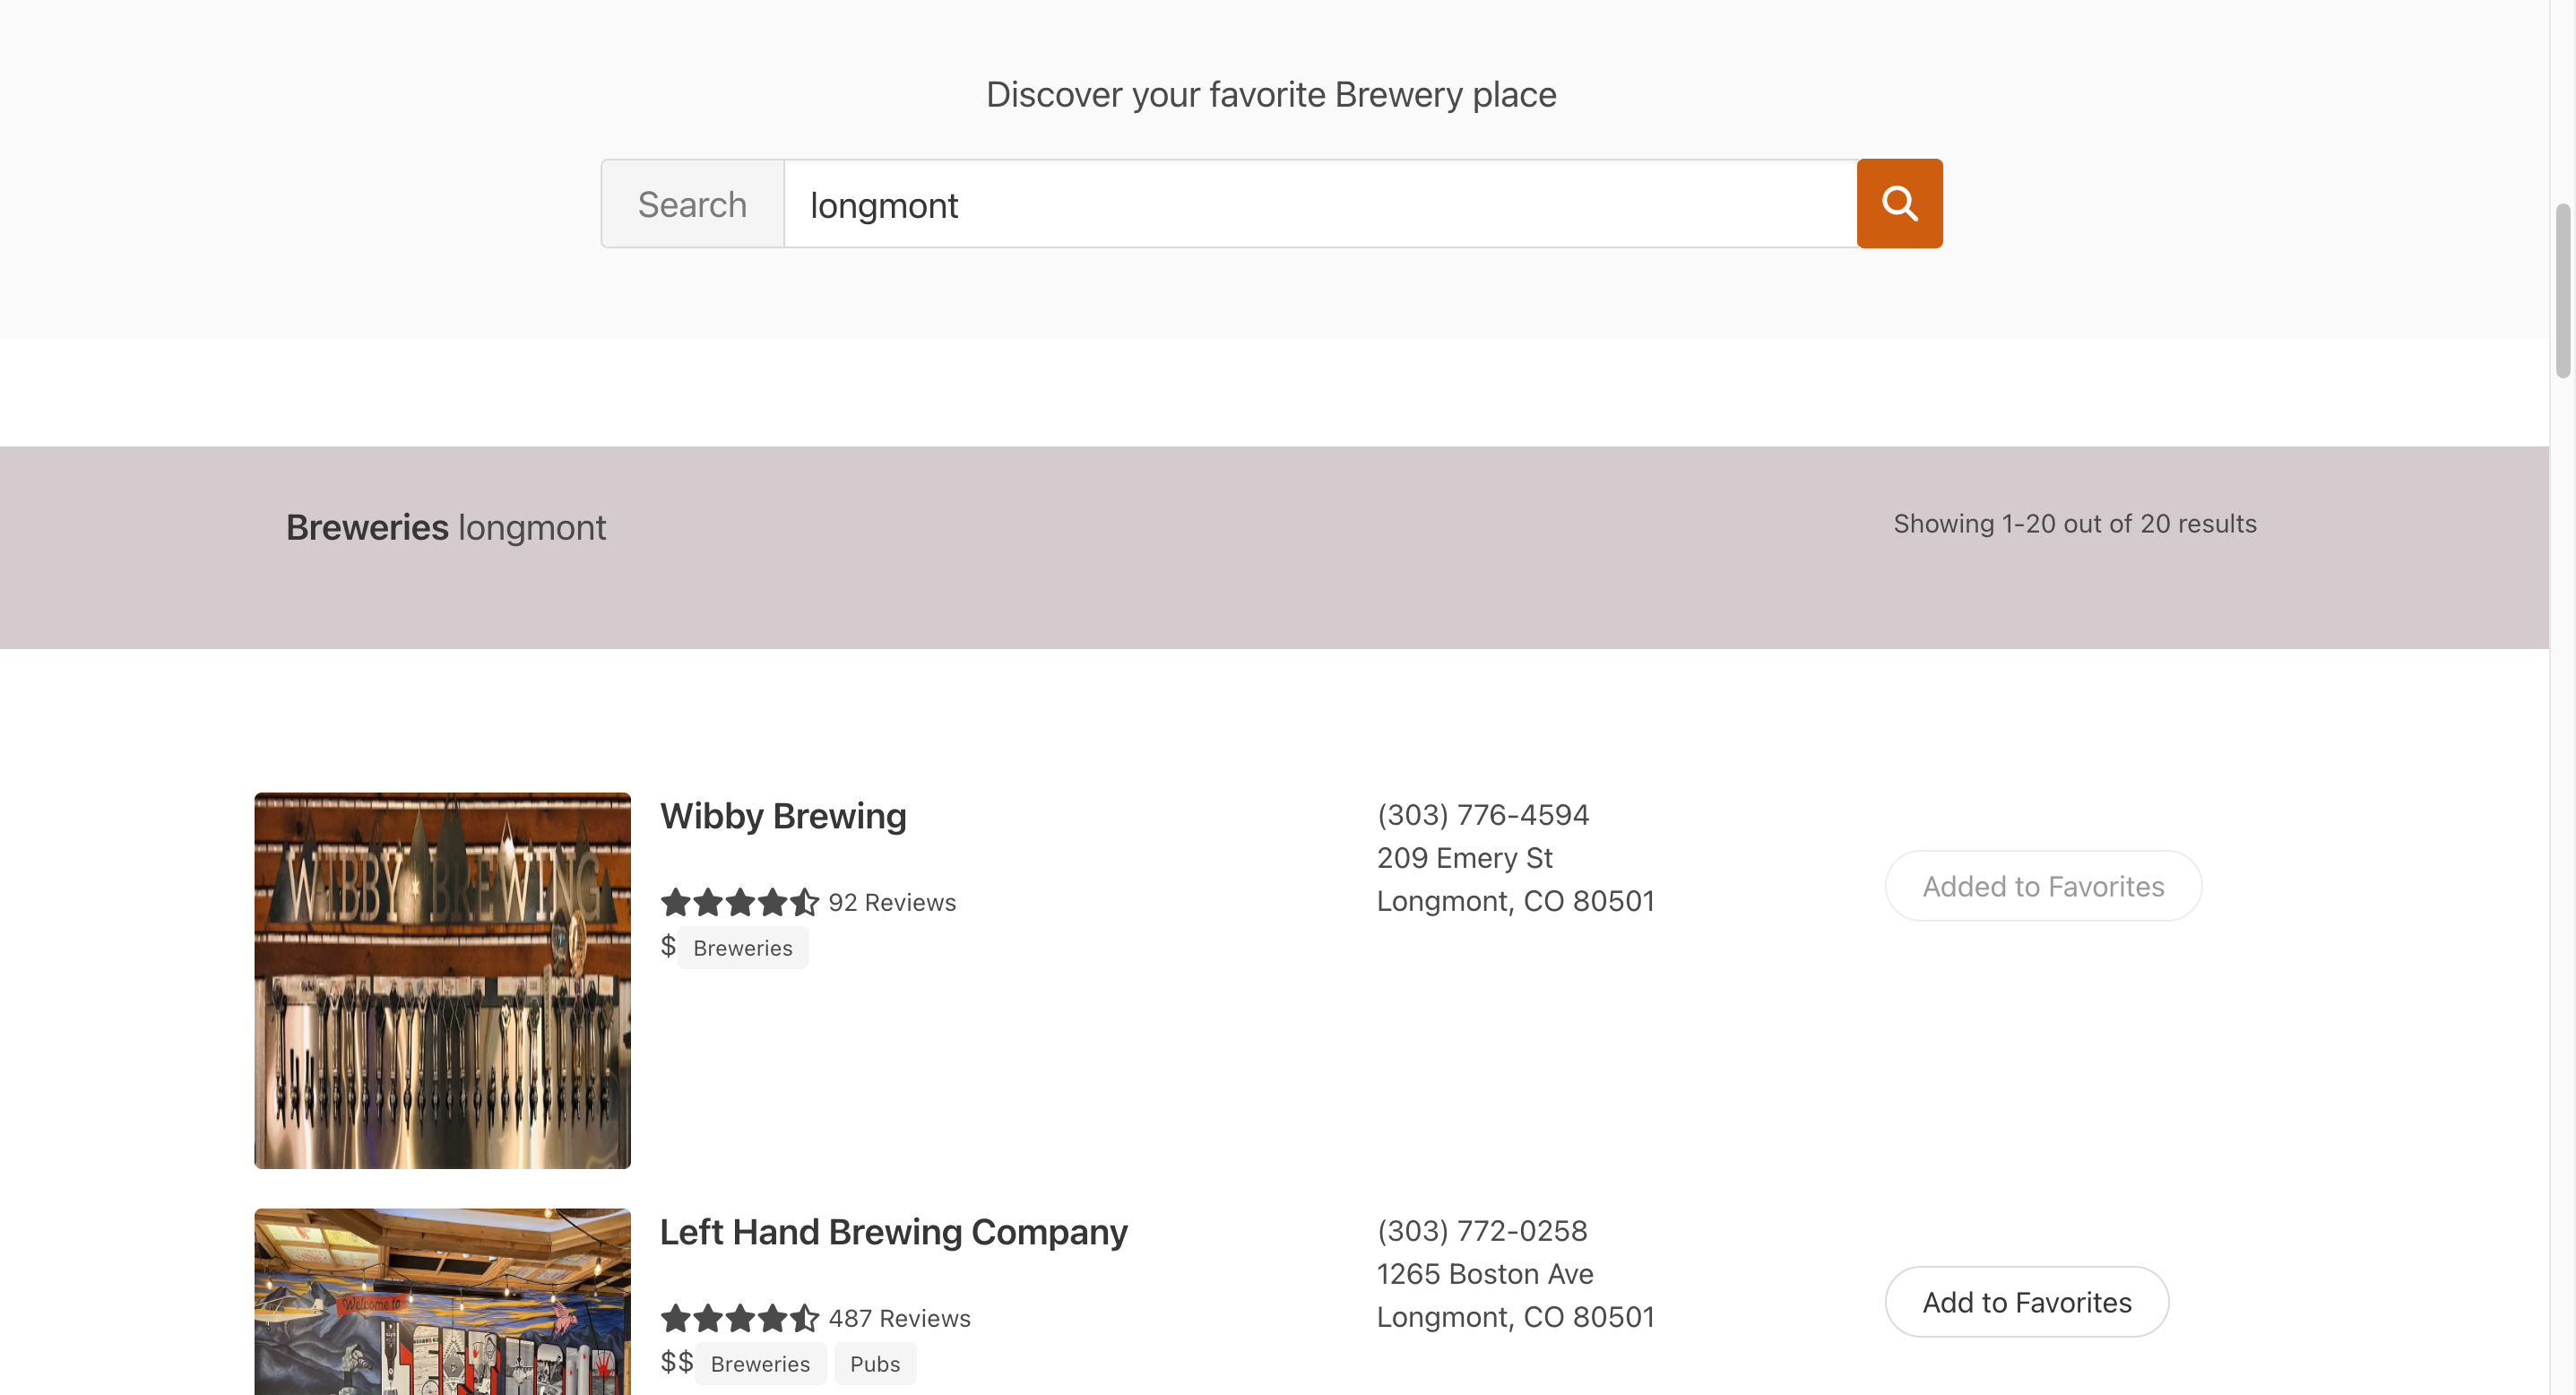 Discover your favorite Brewery place
Search longmont
Breweries longmont
Showing 1-20 out of 20 results
WIBBY BREWING
Wibby Brewing
92 Reviews
$ Breweries
(303) 776-4594
209 Emery St
Longmont, CO 80501
Added to Favorites
Welcome to
Left Hand Brewing Company
487 Reviews
$$ Breweries Pubs
(303) 772-0258
1265 Boston Ave
Longmont, CO 80501
Add to Favorites